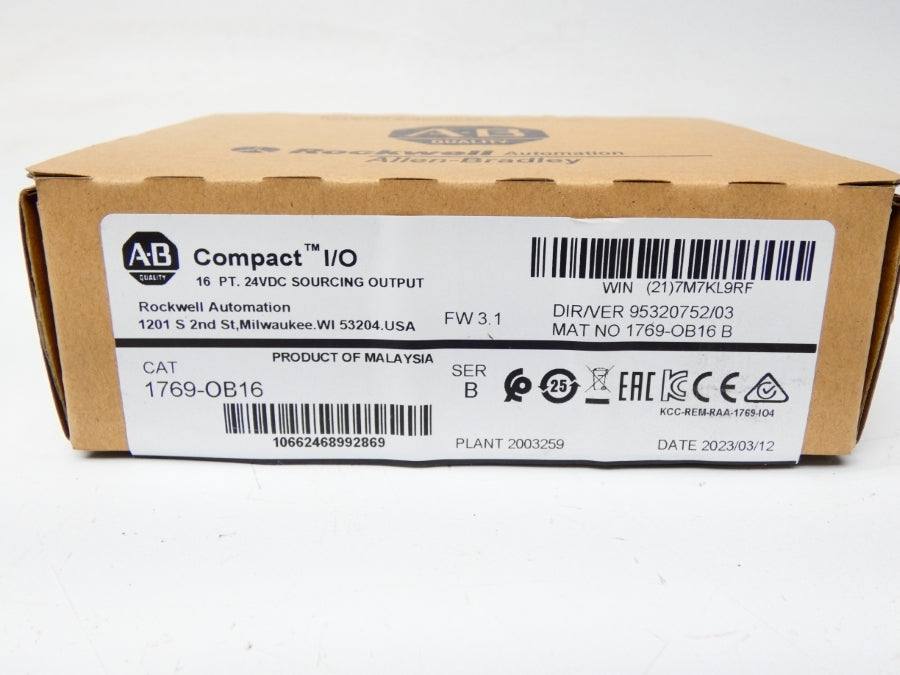 A-B
QUALITY
Rockwell Automation
Allen-Bradley
A-B
QUALITY
Compact™ I/O
16 PT. 24VDC SOURCING OUTPUT
Rockwell Automation
1201 S 2nd St,Milwaukee.WI 53204.USA
FW 3.1
WIN (21)7M7KL9RF
DIR/VER 95320752/03
MAT NO 1769-OB16 B
PRODUCT OF MALAYSIA
CAT
1769-OB16
10662468992869
SER
B
25
EAC
CE
KCC-REM-RAA-1769-IO4
PLANT 2003259
DATE 2023/03/12